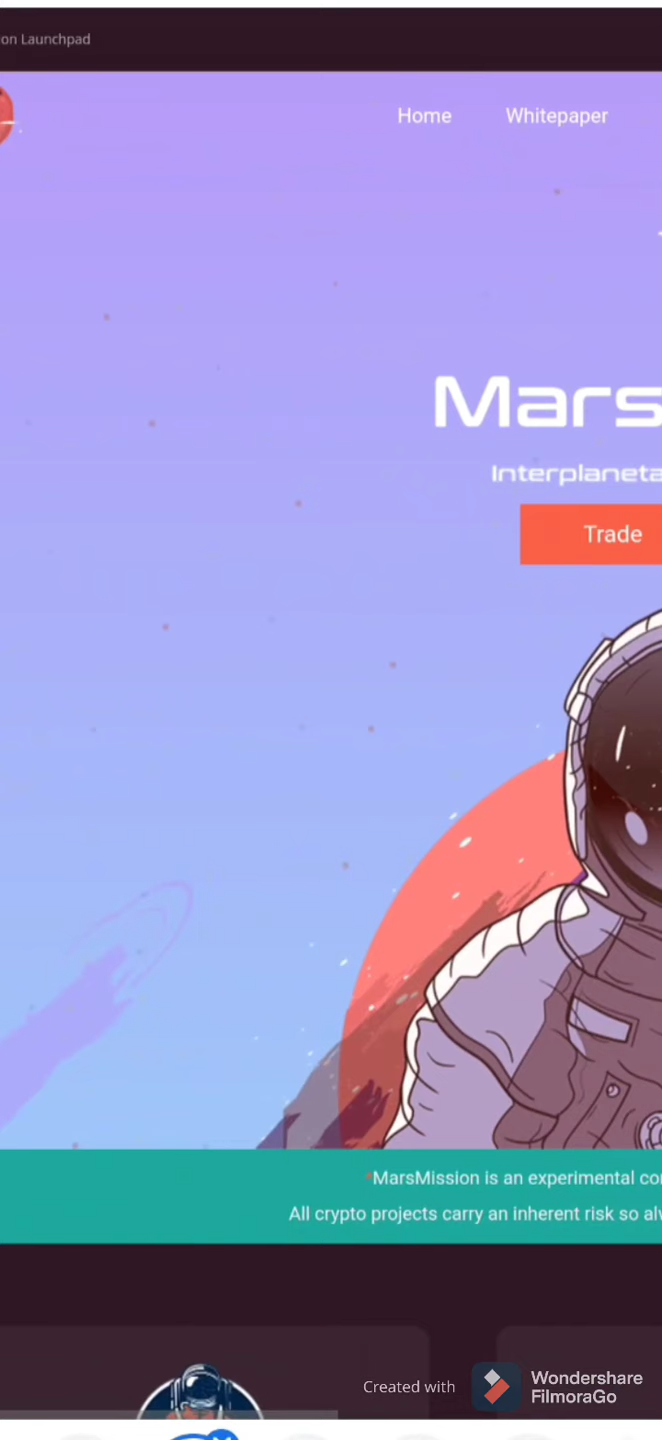 on Launchpad
Home Whitepaper
Mars
Interplaneta
Trade
*MarsMission is an experimental co
All crypto projects carry an inherent risk so al
Created with Wondershare
FilmoraGo